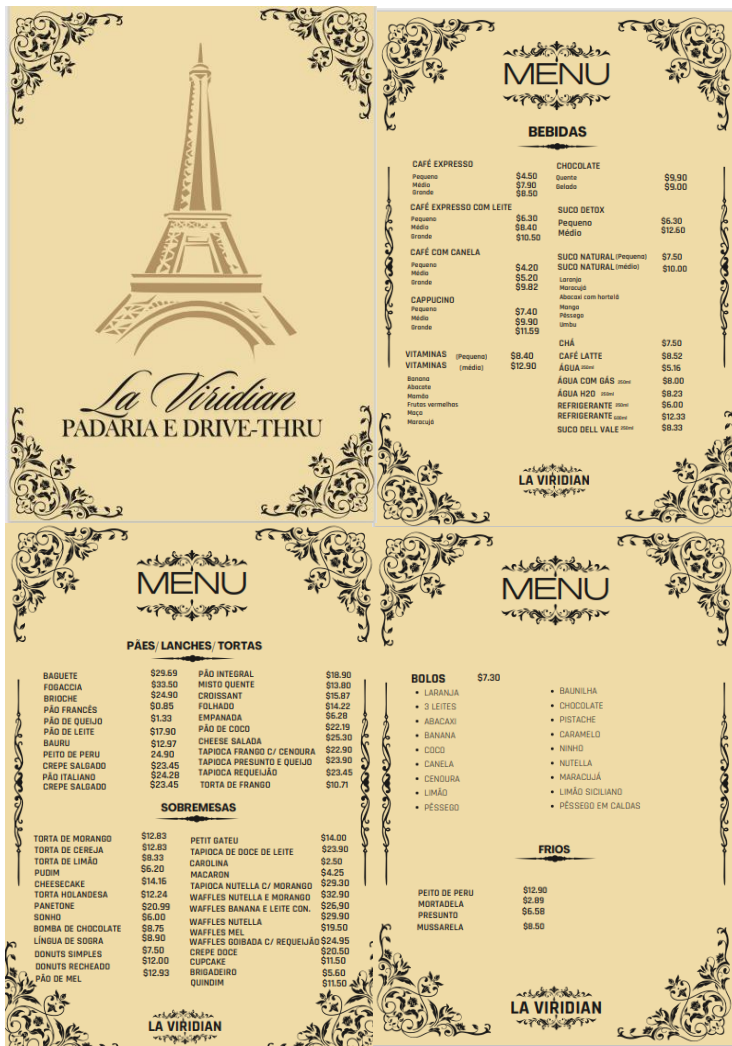 La Viridian
PADARIA E DRIVE-THRU
MENU
BEBIDAS
CAFÉ EXPRESSO
Pequeno $4.50
Médio $7.90
Grande $8.50
CAFÉ EXPRESSO COM LEITE
Pequeno $6.30
Médio $8.40
Grande $10.50
CAFÉ COM CANELA
Pequeno $4.20
Médio $5.20
Grande $9.82
CAPPUCINO
Pequeno $7.40
Médio $9.90
Grande $11.59
VITAMINAS (Pequeno) $8.40
VITAMINAS (médio) $12.90
Banana
Abacate
Mamão
Frutas vermelhas
Maça
Maracujá
CHOCOLATE
Quente $9.90
Gelado $9.00
SUCO DETOX
Pequeno $6.30
Médio $12.60
SUCO NATURAL (Pequeno) $7.50
SUCO NATURAL (médio) $10.00
Laranja
Maracujá
Abacaxi com hortelã
Manga
Pêssego
Umbu
CHÁ $7.50
CAFÉ LATTE $8.52
ÁGUA 250ml $5.16
ÁGUA COM GÁS 250ml $8.00
ÁGUA H2O 250ml $8.23
REFRIGERANTE 250ml $6.00
REFRIGERANTE 500ml $12.33
SUCO DELL VALE 250ml $8.33
LA VIRIDIAN
MENU
PÃES/ LANCHES/ TORTAS
BAGUETE $29.69
FOGACCIA $33.50
BRIOCHE $24.90
PÃO FRANCÊS $0.85
PÃO DE QUEIJO $1.33
PÃO DE LEITE $17.90
BAURU $12.97
PEITO DE PERU 24.90
CREPE SALGADO $23.45
PÃO ITALIANO $24.28
CREPE SALGADO $23.45
PÃO INTEGRAL $18.90
MISTO QUENTE $13.80
CROISSANT $15.87
FOLHADO $14.22
EMPANADA $6.28
PÃO DE COCO $22.19
CHEESE SALADA $25.30
TAPIOCA FRANGO C/ CENOURA $22.90
TAPIOCA PRESUNTO E QUEIJO $23.90
TAPIOCA REQUEIJÃO $23.45
TORTA DE FRANGO $10.71
SOBREMESAS
TORTA DE MORANGO $12.83
TORTA DE CEREJA $12.83
TORTA DE LIMÃO $8.33
PUDIM $6.20
CHEESECAKE $14.16
TORTA HOLANDESA $12.24
PANETONE $20.99
SONHO $6.00
BOMBA DE CHOCOLATE $8.75
LÍNGUA DE SOGRA $8.90
DONUTS SIMPLES $7.50
DONUTS RECHEADO $12.00
PÃO DE MEL $12.93
PETIT GATEU $14.00
TAPIOCA DE DOCE DE LEITE $23.90
CAROLINA $2.50
MACARON $4.25
TAPIOCA NUTELLA C/ MORANGO $29.30
WAFFLES NUTELLA E MORANGO $32.90
WAFFLES BANANA E LEITE CON. $26.90
WAFFLES NUTELLA $29.90
WAFFLES MEL $19.50
WAFFLES GOIBADA C/ REQUEIJÃO $24.95
CREPE DOCE $20.50
CUPCAKE $11.50
BRIGADEIRO $5.60
QUINDIM $11.50
LA VIRIDIAN
MENU
BOLOS $7.30
• LARANJA
• 3 LEITES
• ABACAXI
• BANANA
• COCO
• CANELA
• CENOURA
• LIMÃO
• PÊSSEGO
• BAUNILHA
• CHOCOLATE
• PISTACHE
• CARAMELO
• NINHO
• NUTELLA
• MARACUJÁ
• LIMÃO SICILIANO
• PÊSSEGO EM CALDAS
FRIOS
PEITO DE PERU $12.90
MORTADELA $2.89
PRESUNTO $6.58
MUSSARELA $8.50
LA VIRIDIAN